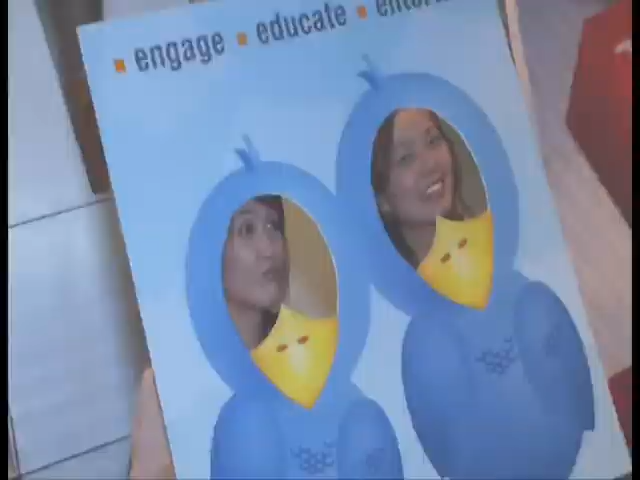 ▪ engage ▪ educate ▪